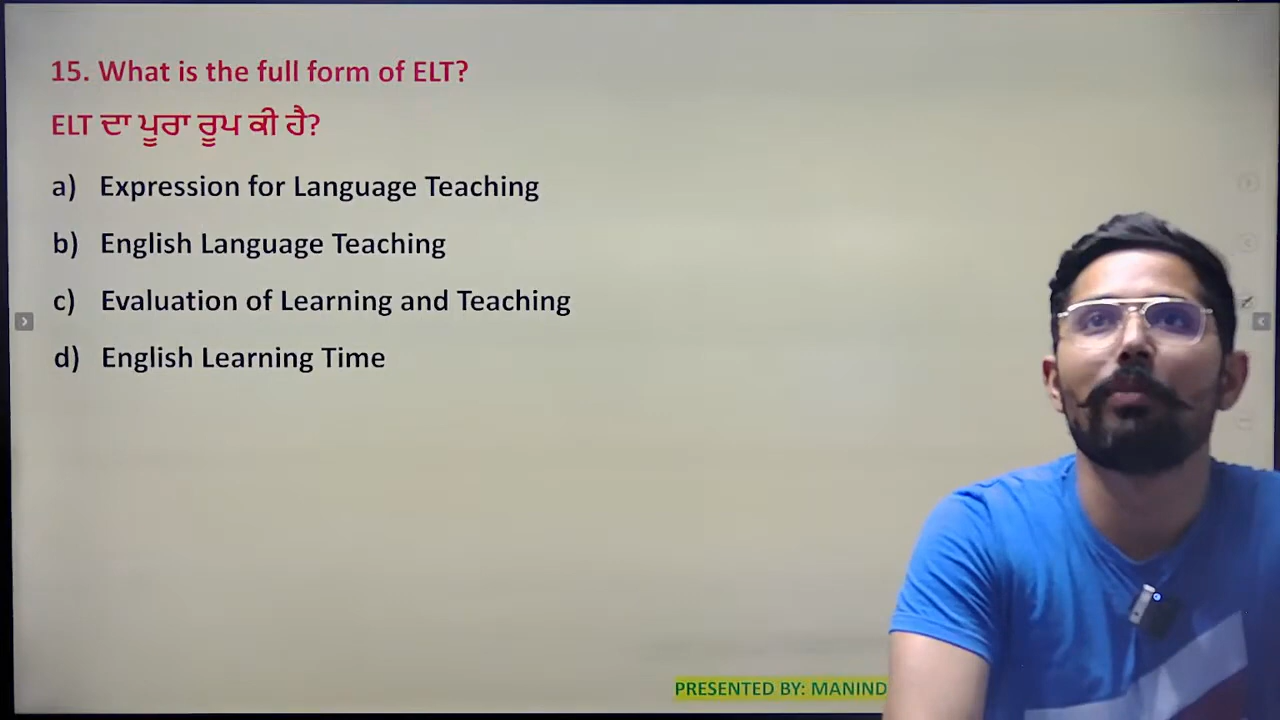 15. What is the full form of ELT?
ELT ਦਾ ਪੂਰਾ ਰੂਪ ਕੀ ਹੈ?
a) Expression for Language Teaching
b) English Language Teaching
c) Evaluation of Learning and Teaching
d) English Learning Time
PRESENTED BY: MANIND